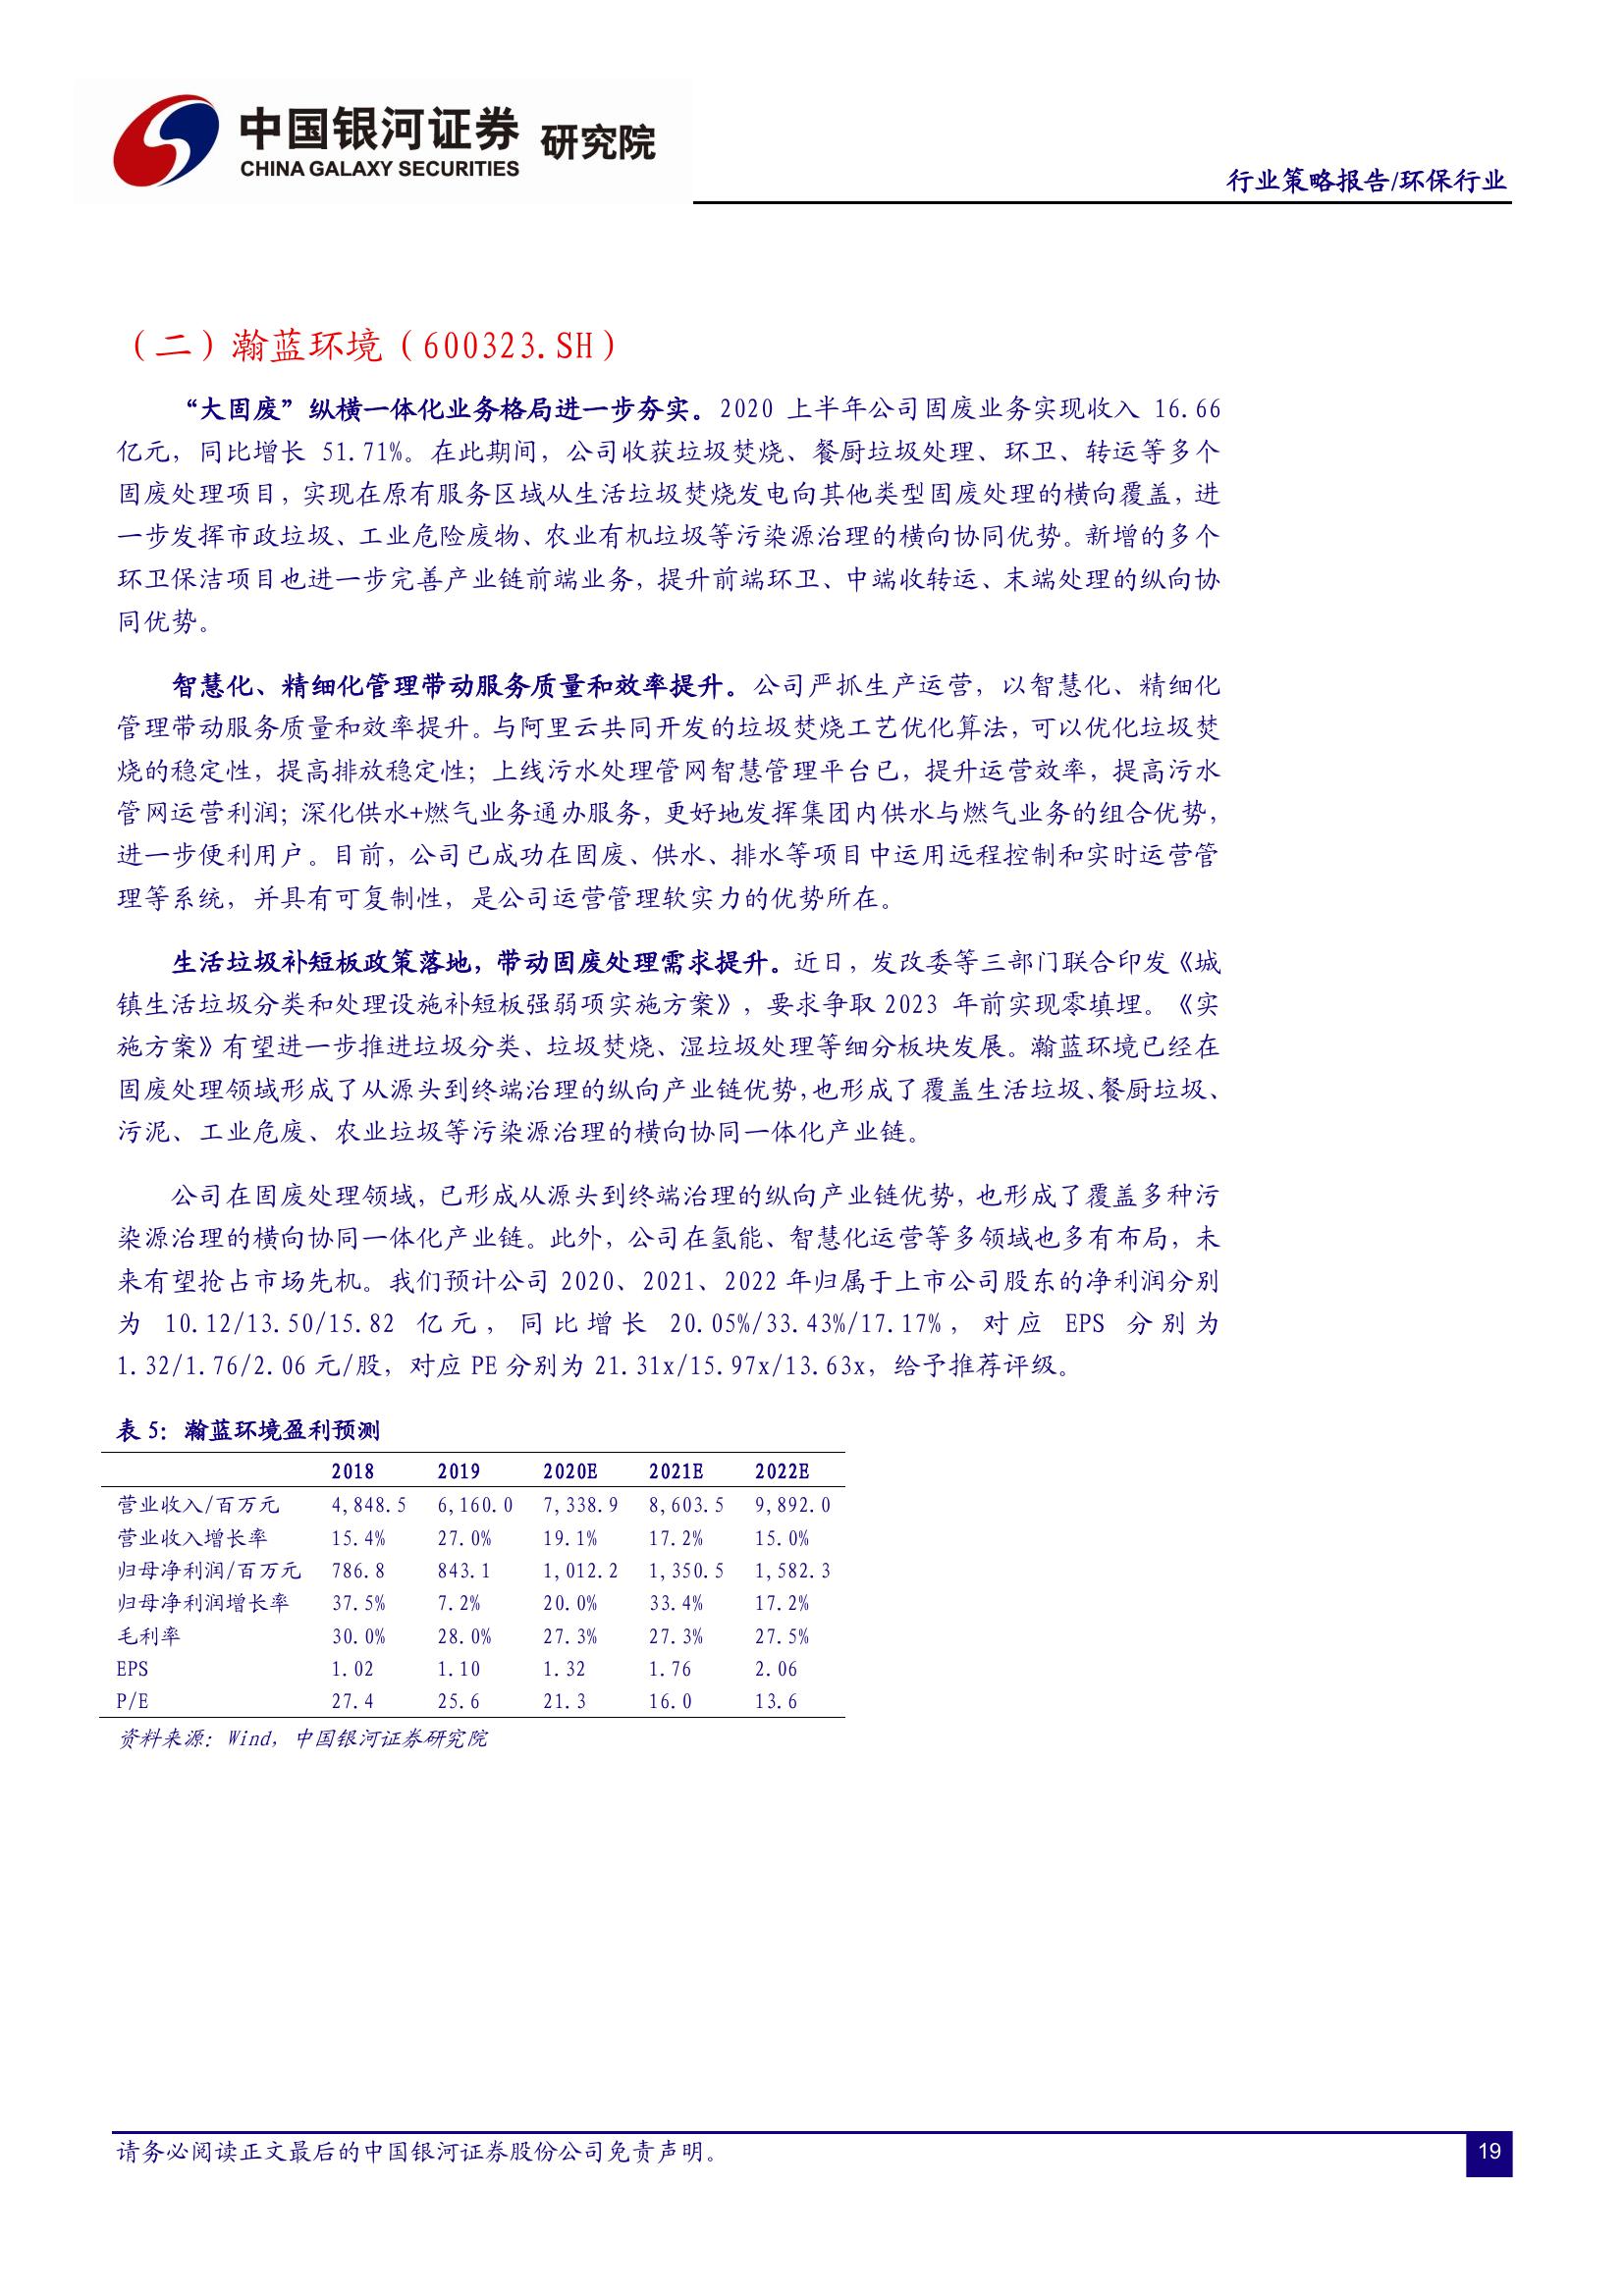 中国银河证券 研究院
CHINA GALAXY SECURITIES
行业策略报告/环保行业
（二）瀚蓝环境（600323.SH）
“大固废”纵横一体化业务格局进一步夯实。2020 上半年公司固废业务实现收入 16.66
亿元，同比增长 51.71%。在此期间，公司收获垃圾焚烧、餐厨垃圾处理、环卫、转运等多个
固废处理项目，实现在原有服务区域从生活垃圾焚烧发电向其他类型固废处理的横向覆盖，进
一步发挥市政垃圾、工业危险废物、农业有机垃圾等污染源治理的横向协同优势。新增的多个
环卫保洁项目也进一步完善产业链前端业务，提升前端环卫、中端收转运、末端处理的纵向协
同优势。
智慧化、精细化管理带动服务质量和效率提升。公司严抓生产运营，以智慧化、精细化
管理带动服务质量和效率提升。与阿里云共同开发的垃圾焚烧工艺优化算法，可以优化垃圾焚
烧的稳定性，提高排放稳定性；上线污水处理管网智慧管理平台已，提升运营效率，提高污水
管网运营利润；深化供水+燃气业务通办服务，更好地发挥集团内供水与燃气业务的组合优势，
进一步便利用户。目前，公司已成功在固废、供水、排水等项目中运用远程控制和实时运营管
理等系统，并具有可复制性，是公司运营管理软实力的优势所在。
生活垃圾补短板政策落地，带动固废处理需求提升。近日，发改委等三部门联合印发《城
镇生活垃圾分类和处理设施补短板强弱项实施方案》，要求争取 2023 年前实现零填埋。《实
施方案》有望进一步推进垃圾分类、垃圾焚烧、湿垃圾处理等细分板块发展。瀚蓝环境已经在
固废处理领域形成了从源头到终端治理的纵向产业链优势，也形成了覆盖生活垃圾、餐厨垃圾、
污泥、工业危废、农业垃圾等污染源治理的横向协同一体化产业链。
公司在固废处理领域，已形成从源头到终端治理的纵向产业链优势，也形成了覆盖多种污
染源治理的横向协同一体化产业链。此外，公司在氢能、智慧化运营等多领域也多有布局，未
来有望抢占市场先机。我们预计公司 2020、2021、2022 年归属于上市公司股东的净利润分别
为 10.12/13.50/15.82 亿元，同比增长 20.05%/33.43%/17.17%，对应 EPS 分别为
1.32/1.76/2.06 元/股，对应 PE 分别为 21.31x/15.97x/13.63x，给予推荐评级。
表 5：瀚蓝环境盈利预测
2018 2019 2020E 2021E 2022E
营业收入/百万元 4,848.5 6,160.0 7,338.9 8,603.5 9,892.0
营业收入增长率 15.4% 27.0% 19.1% 17.2% 15.0%
归母净利润/百万元 786.8 843.1 1,012.2 1,350.5 1,582.3
归母净利润增长率 37.5% 7.2% 20.0% 33.4% 17.2%
毛利率 30.0% 28.0% 27.3% 27.3% 27.5%
EPS 1.02 1.10 1.32 1.76 2.06
P/E 27.4 25.6 21.3 16.0 13.6
资料来源：Wind，中国银河证券研究院
请务必阅读正文最后的中国银河证券股份公司免责声明。
19